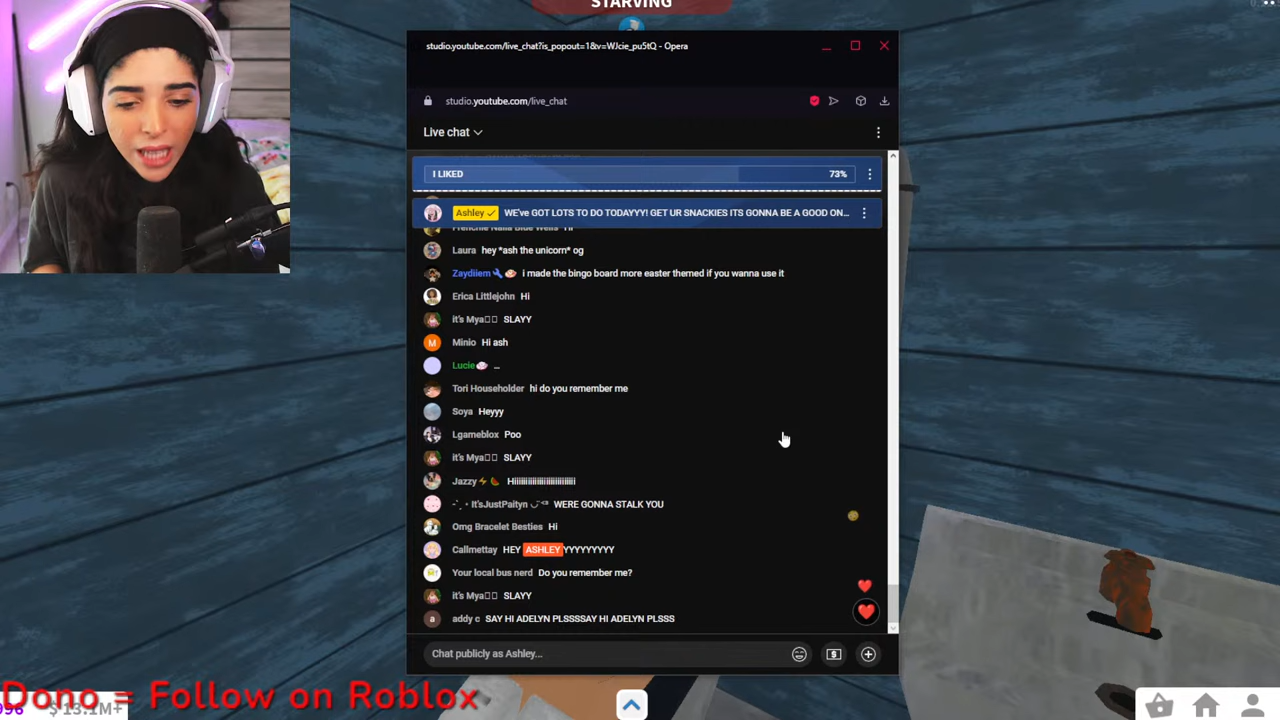 STARVING
studio.youtube.com/live_chat?is_popout=1&v=WJcie_pu5tQ - Opera
studio.youtube.com/live_chat
Live chat
I LIKED 73%
Ashley WE've GOT LOTS TO DO TODAYYY! GET UR SNACKIES ITS GONNA BE A GOOD ON...
Laura hey *ash the unicorn* og
Zaydiiem i made the bingo board more easter themed if you wanna use it
Erica Littlejohn Hi
it's Mya SLAYY
Minio Hi ash
Lucie ...
Tori Householder hi do you remember me
Soya Heyyy
Lgameblox Poo
it's Mya SLAYY
Jazzy Hiiiiiiiiiiiiiiiiiiiiiiiiii
It'sJustPaityn WERE GONNA STALK YOU
Omg Bracelet Besties Hi
Callmettay HEY ASHLEYYYYYYYYYY
Your local bus nerd Do you remember me?
it's Mya SLAYY
a addy c SAY HI ADELYN PLSSSSAY HI ADELYN PLSSS
Chat publicly as Ashley...
Dono = Follow on Roblox
996 $ 13.1M+